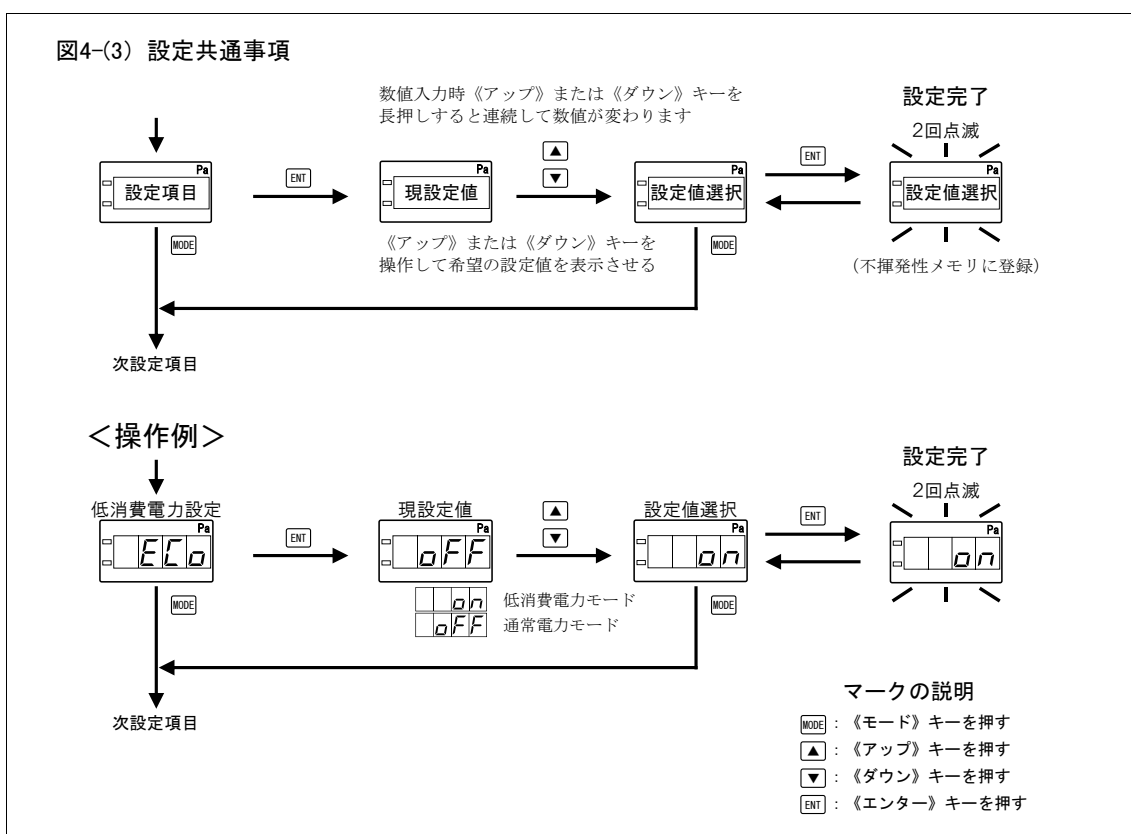 図4-(3) 設定共通事項
数値入力時《アップ》または《ダウン》キーを
長押しすると連続して数値が変わります
設定完了
2回点滅
Pa
設定項目
ENT
Pa
現設定値
▲
▼
Pa
設定値選択
ENT
Pa
設定値選択
MODE
《アップ》または《ダウン》キーを
操作して希望の設定値を表示させる
MODE
(不揮発性メモリに登録)
次設定項目
<操作例>
設定完了
2回点滅
低消費電力設定
Pa
ECo
ENT
現設定値
Pa
oFF
▲
▼
設定値選択
Pa
on
ENT
Pa
on
MODE
on 低消費電力モード
oFF 通常電力モード
MODE
次設定項目
マークの説明
MODE : 《モード》キーを押す
▲ : 《アップ》キーを押す
▼ : 《ダウン》キーを押す
ENT : 《エンター》キーを押す